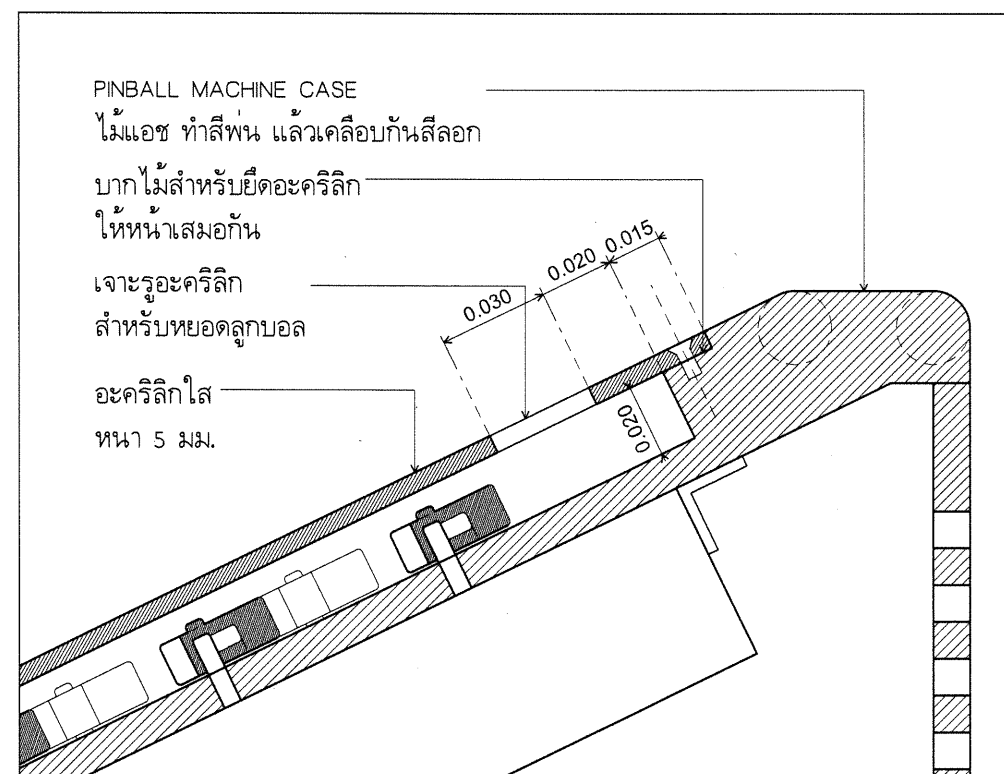 PINBALL MACHINE CASE
ไม้แอช ทำสีพ่น แล้วเคลือบกันสีลอก
บากไม้สำหรับยึดอะคริลิก
ให้หน้าเสมอกัน
เจาะรูอะคริลิก
สำหรับหยอดลูกบอล
อะคริลิกใส
หนา 5 มม.
0.030
0.020
0.015
0.020